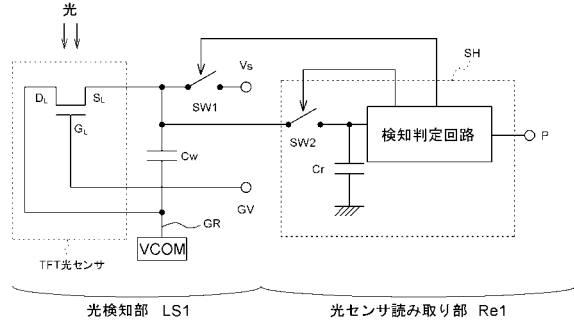 光
SH
Vs
DL
SL
SW1
GL
SW2
検知判定回路
P
Cw
Cr
GV
GR
VCOM
TFT光センサ
光検知部 LS1
光センサ読み取り部 Re1